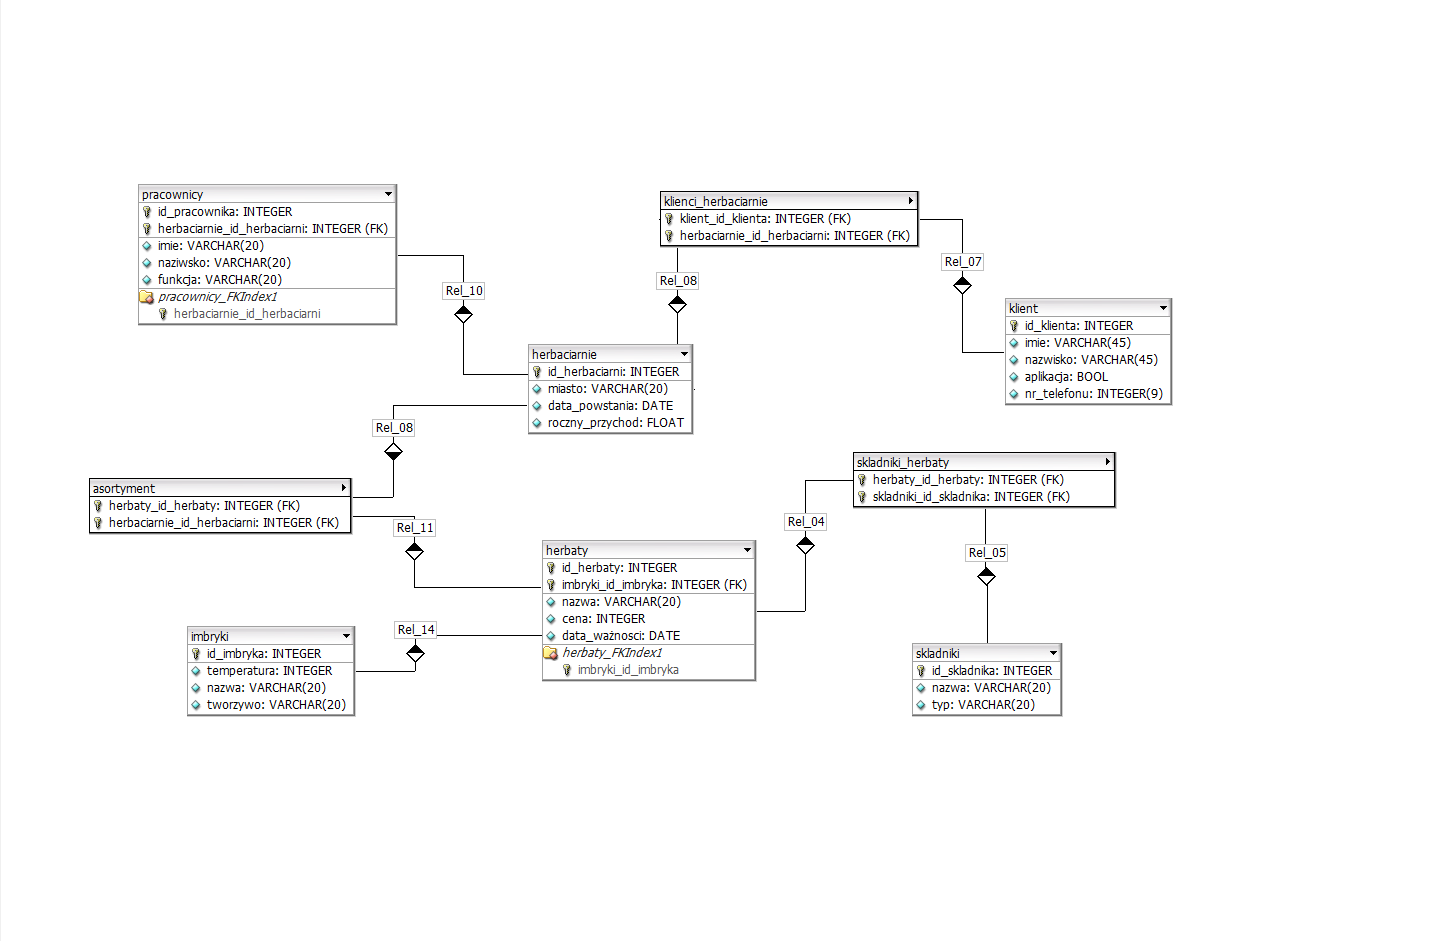 pracownicy
id_pracownika: INTEGER
herbaciarnie_id_herbaciarni: INTEGER (FK)
imie: VARCHAR(20)
naziwsko: VARCHAR(20)
funkcja: VARCHAR(20)
pracownicy_FKIndex1
herbaciarnie_id_herbaciarni
Rel_10
klienci_herbaciarnie
klient_id_klienta: INTEGER (FK)
herbaciarnie_id_herbaciarni: INTEGER (FK)
Rel_08
Rel_07
klient
id_klienta: INTEGER
imie: VARCHAR(45)
nazwisko: VARCHAR(45)
aplikacja: BOOL
nr_telefonu: INTEGER(9)
herbaciarnie
id_herbaciarni: INTEGER
miasto: VARCHAR(20)
data_powstania: DATE
roczny_przychod: FLOAT
Rel_08
asortyment
herbaty_id_herbaty: INTEGER (FK)
herbaciarnie_id_herbaciarni: INTEGER (FK)
Rel_11
skladniki_herbaty
herbaty_id_herbaty: INTEGER (FK)
skladniki_id_skladnika: INTEGER (FK)
Rel_04
Rel_05
herbaty
id_herbaty: INTEGER
imbryki_id_imbryka: INTEGER (FK)
nazwa: VARCHAR(20)
cena: INTEGER
data_ważnosci: DATE
herbaty_FKIndex1
imbryki_id_imbryka
Rel_14
imbryki
id_imbryka: INTEGER
temperatura: INTEGER
nazwa: VARCHAR(20)
tworzywo: VARCHAR(20)
skladniki
id_skladnika: INTEGER
nazwa: VARCHAR(20)
typ: VARCHAR(20)